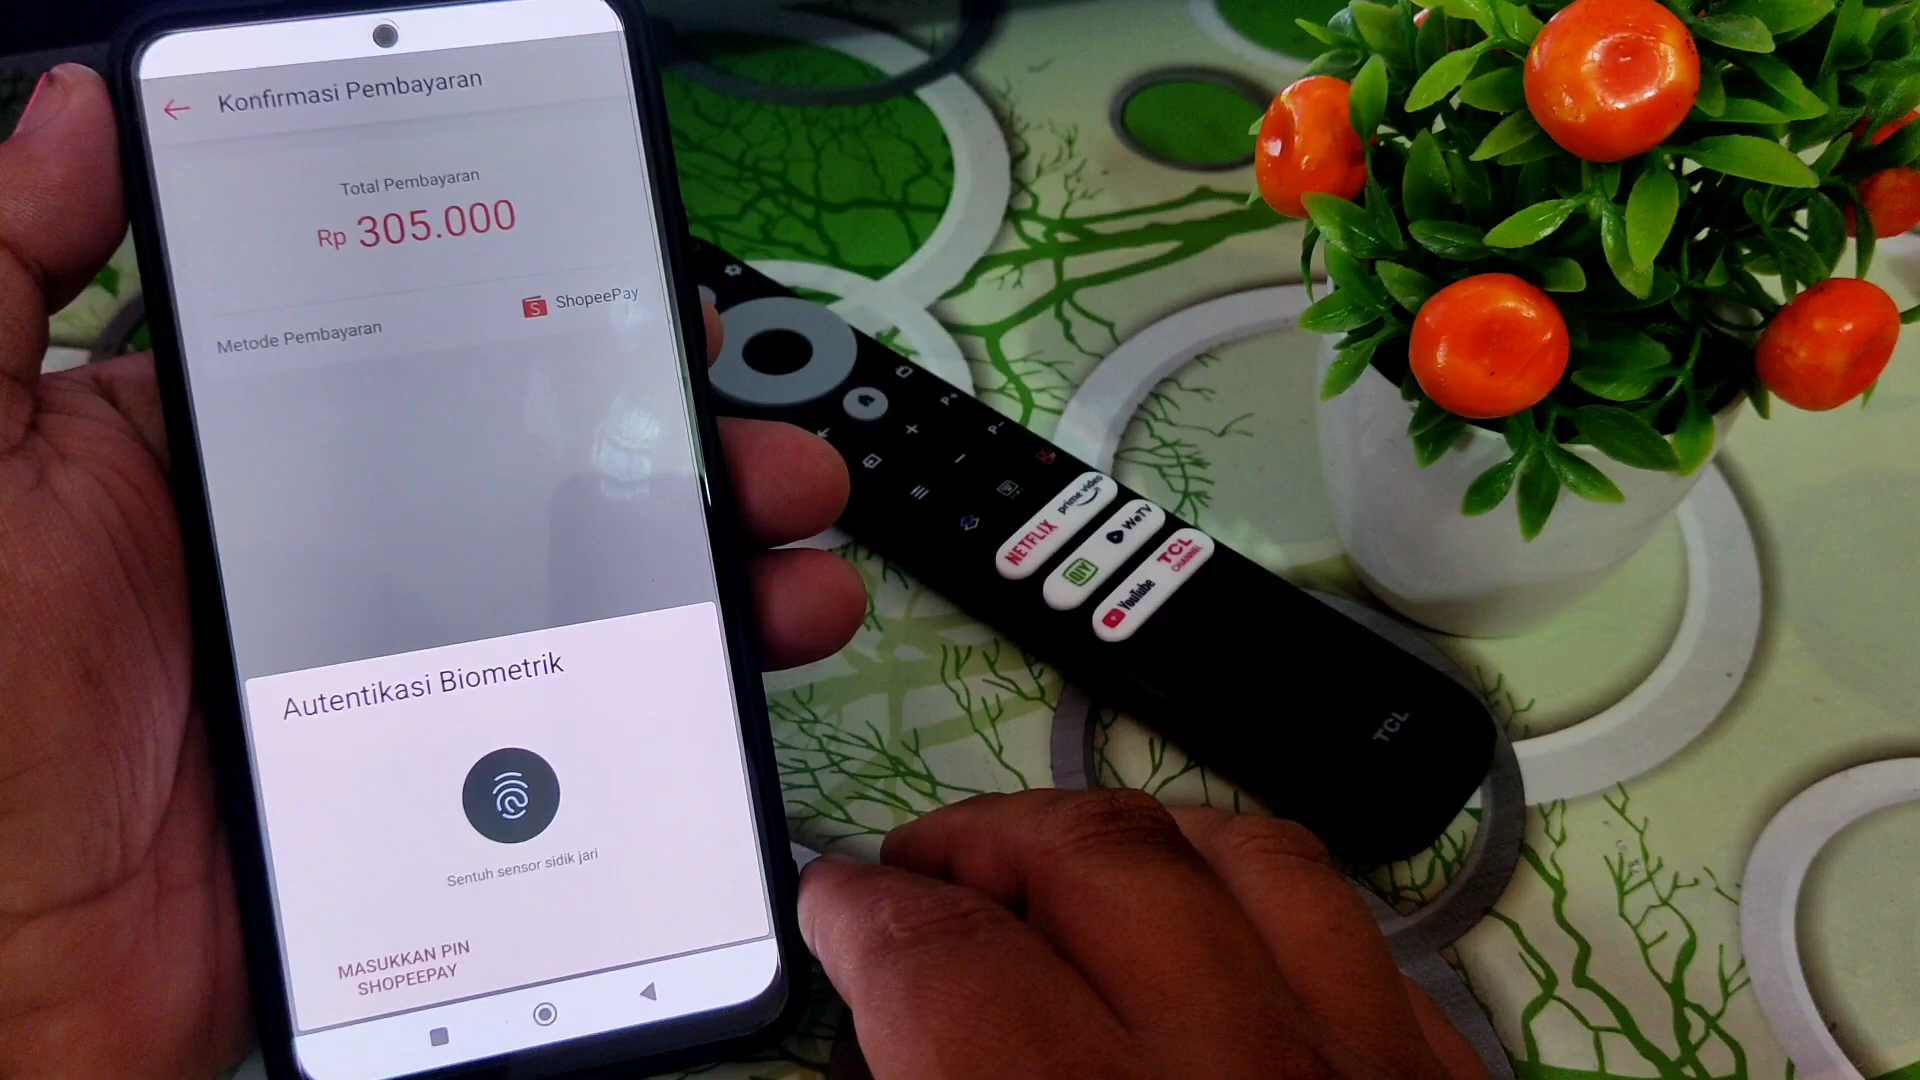 Konfirmasi Pembayaran
Total Pembayaran
Rp 305.000
Metode Pembayaran
S ShopeePay
Autentikasi Biometrik
Sentuh sensor sidik jari
MASUKKAN PIN
SHOPEEPAY
P+
P-
NETFLIX
prime video
iQIY
WeTV
YouTube
TCL
CHANNEL
TCL